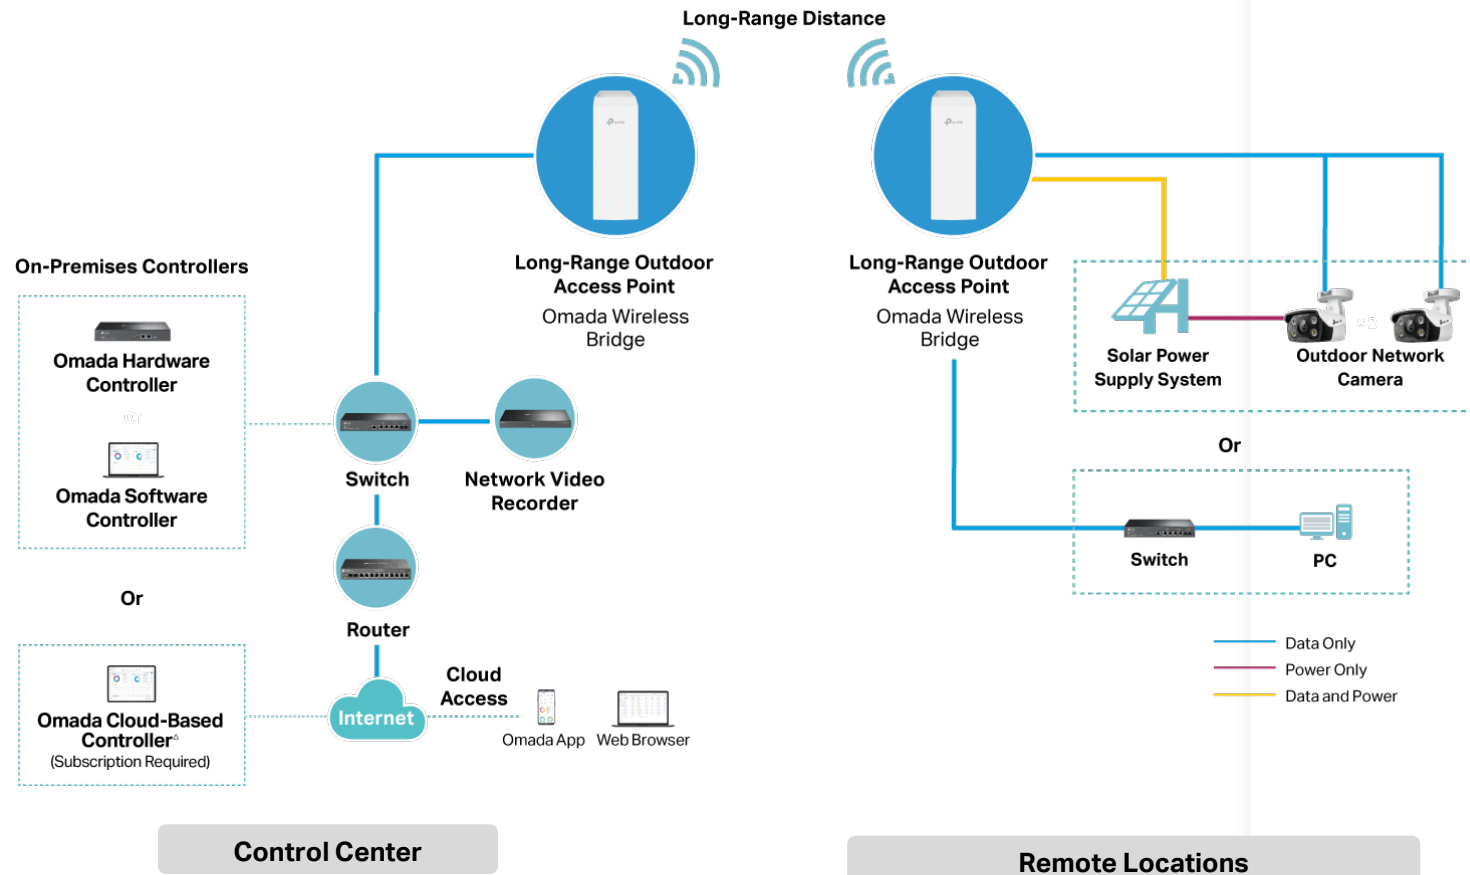 Long-Range Distance
Long-Range Outdoor
Access Point
Omada Wireless
Bridge
Long-Range Outdoor
Access Point
Omada Wireless
Bridge
On-Premises Controllers
Omada Hardware
Controller
or
Omada Software
Controller
Or
Omada Cloud-Based
Controller△
(Subscription Required)
Switch
Network Video
Recorder
Router
Internet
Cloud
Access
Omada App
Web Browser
Solar Power
Supply System
×2
Outdoor Network
Camera
Or
Switch
PC
Data Only
Power Only
Data and Power
Control Center
Remote Locations